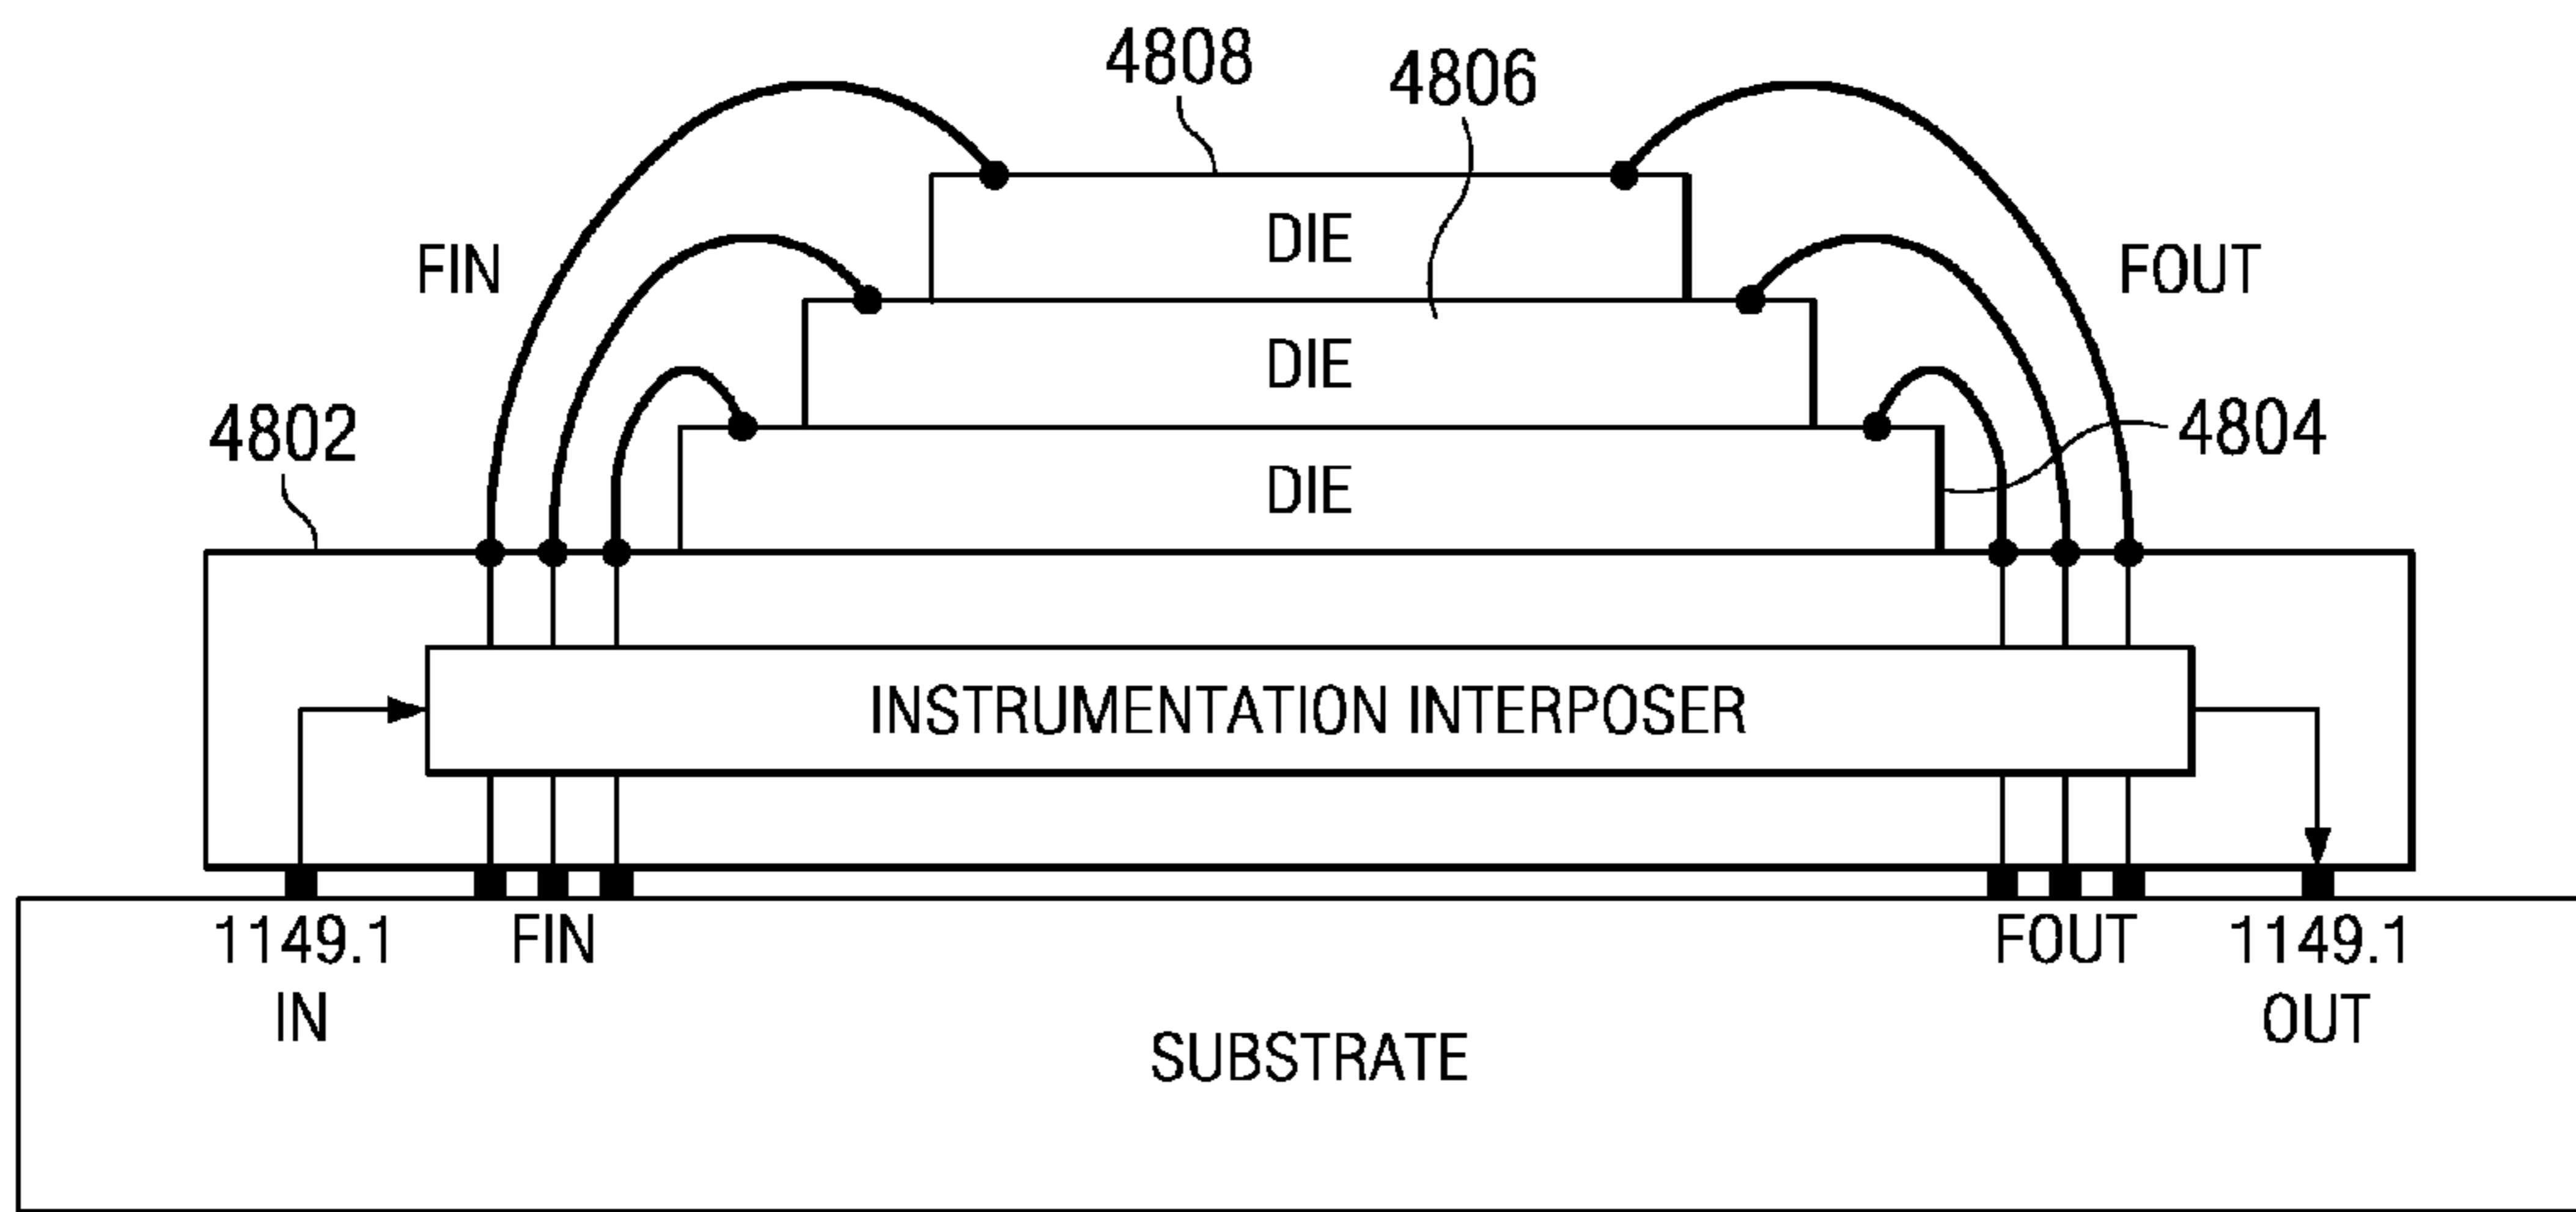 4808
4806
FIN
DIE
FOUT
DIE
4802
4804
DIE
INSTRUMENTATION INTERPOSER
1149.1
IN
FIN
FOUT
1149.1
OUT
SUBSTRATE